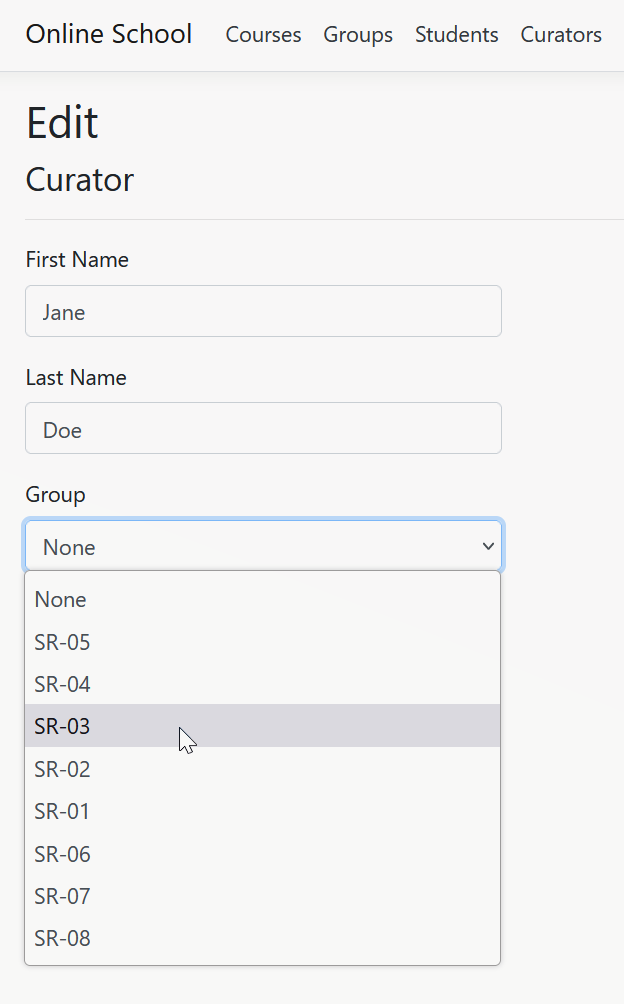 Online School Courses Groups Students Curators
Edit
Curator
First Name
Jane
Last Name
Doe
Group
None
None
SR-05
SR-04
SR-03
SR-02
SR-01
SR-06
SR-07
SR-08